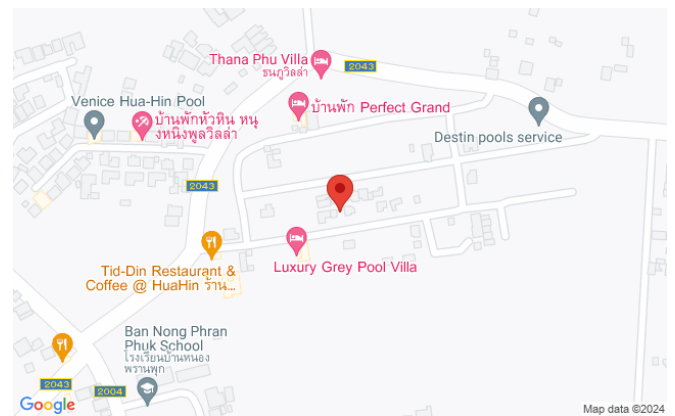 Thana Phu Villa
ธนภูวิลล่า
2043
บ้านพัก Perfect Grand
Venice Hua-Hin Pool
บ้านพักหัวหิน หนุ
งหนิงพูลวิลล่า
Destin pools service
2043
Tid-Din Restaurant &
Coffee @ HuaHin ร้าน...
Luxury Grey Pool Villa
Ban Nong Phran
Phuk School
โรงเรียนบ้านหนอง
พรานพุก
2043
2004
Google
Map data ©2024